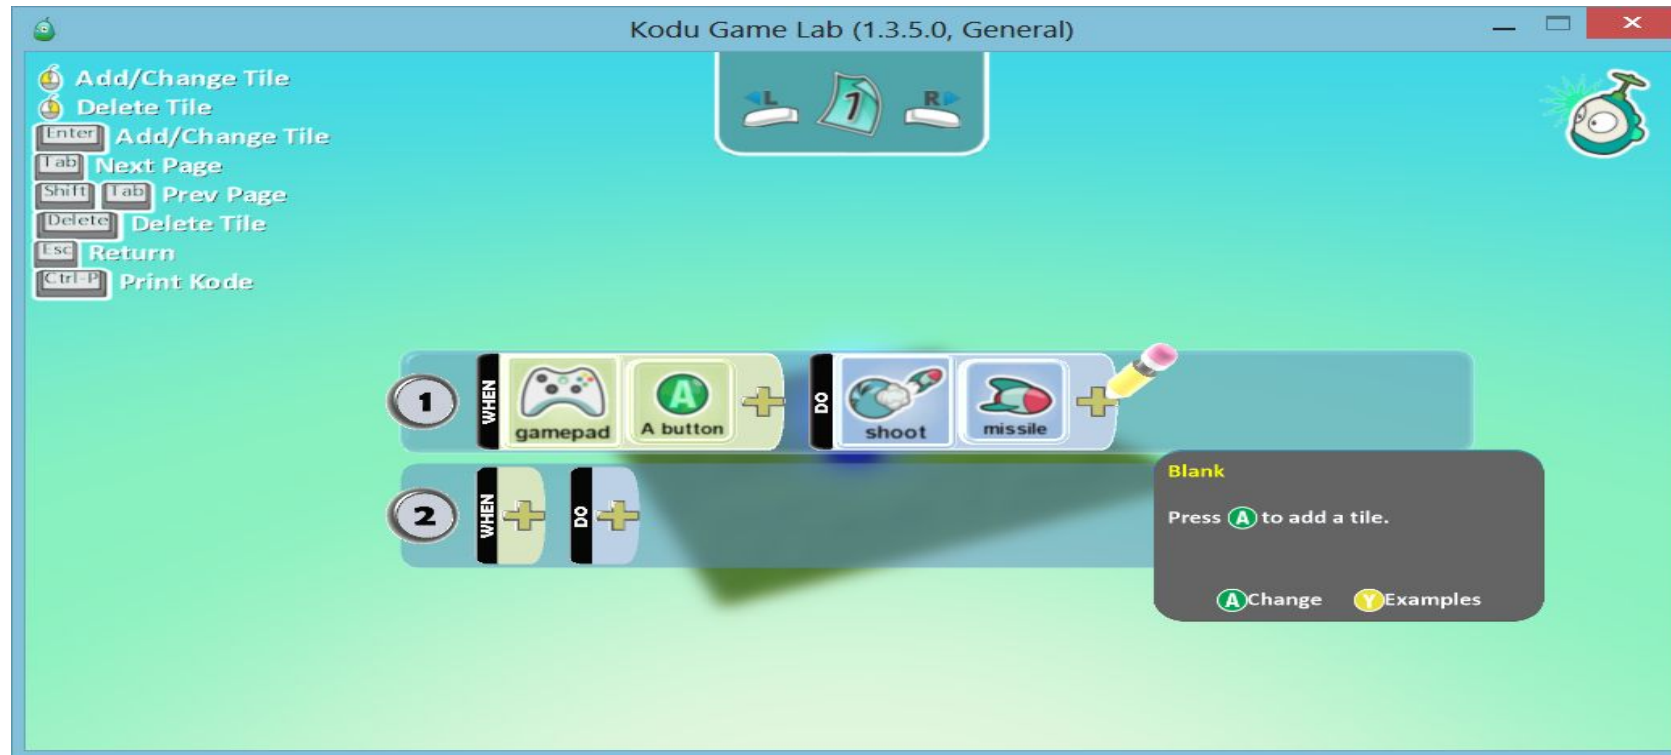 Kodu Game Lab (1.3.5.0, General)
Add/Change Tile
Delete Tile
Enter Add/Change Tile
Tab Next Page
Shift Tab Prev Page
Delete Delete Tile
Esc Return
Ctrl-P Print Kode
L 1 R
1 WHEN gamepad A A button DO shoot missile
2 WHEN DO
Blank
Press A to add a tile.
A Change Y Examples